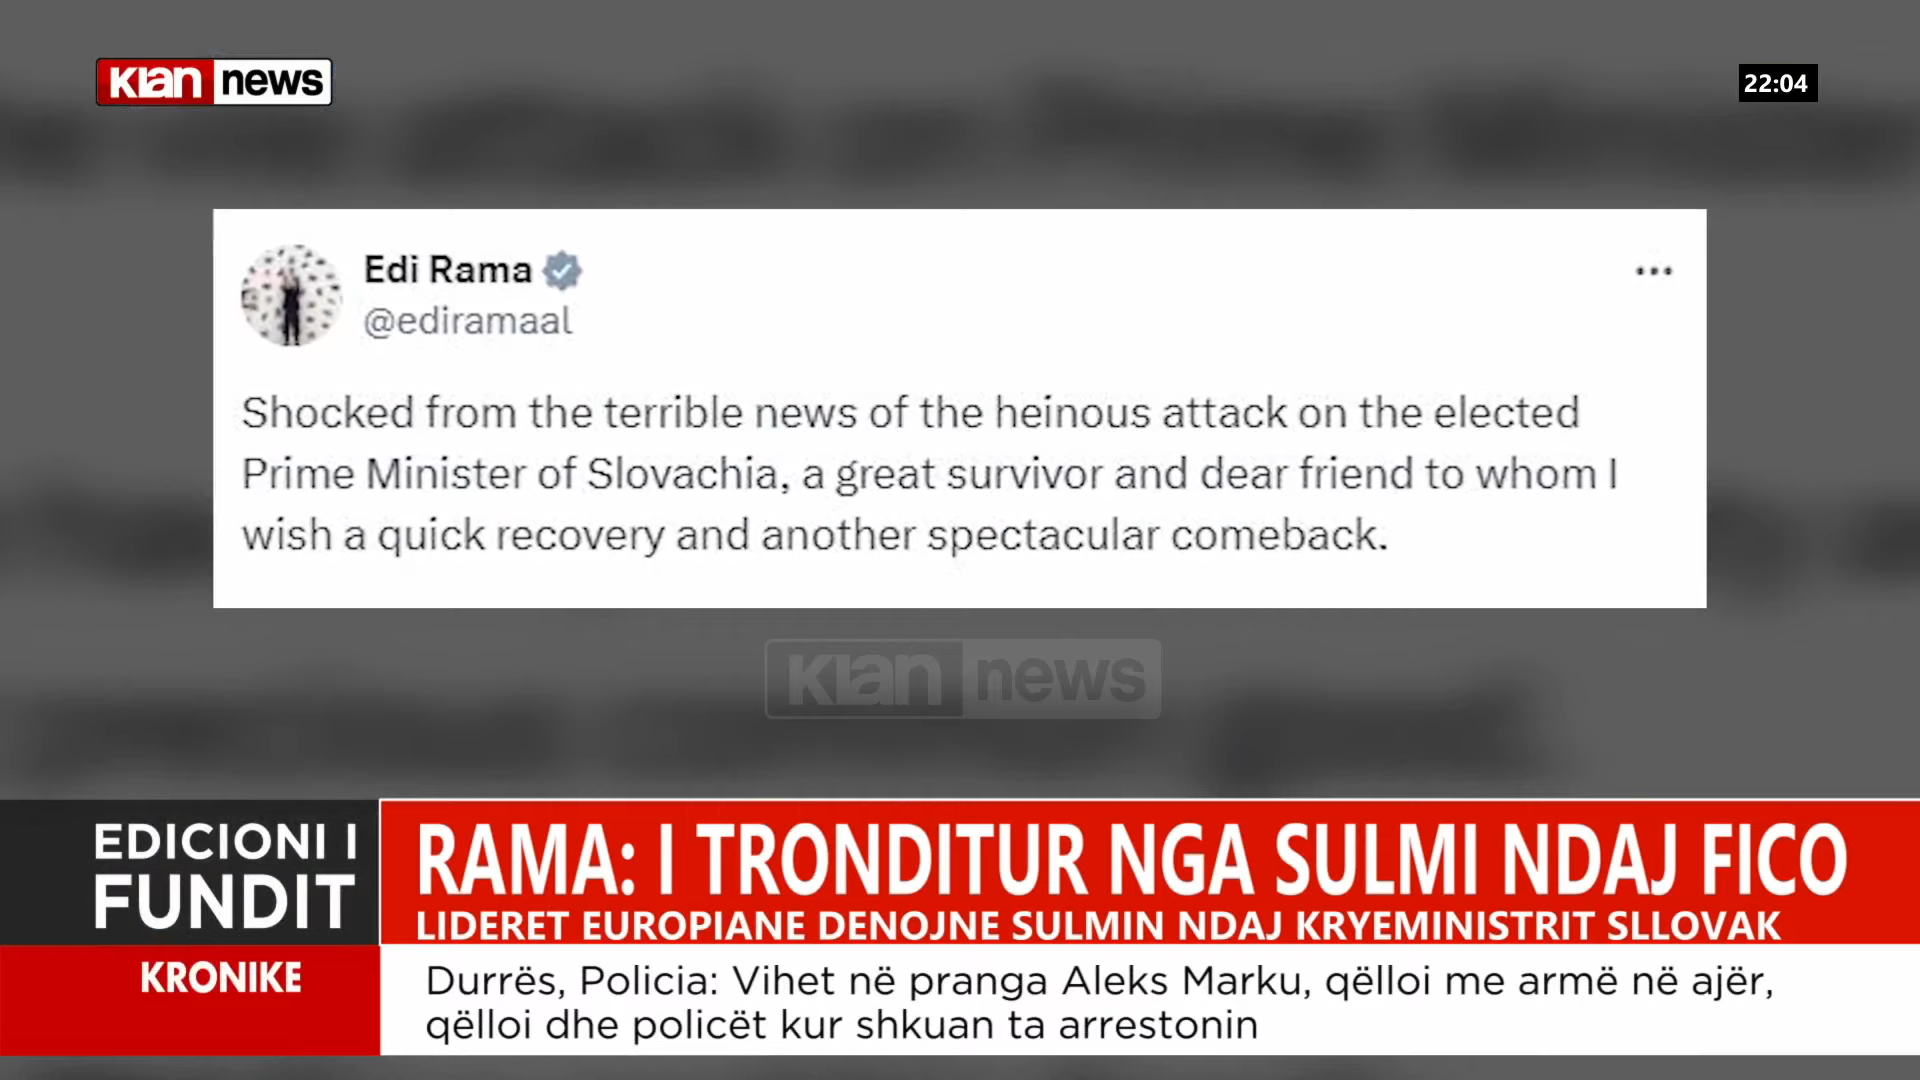 Klan news
22:04
Edi Rama
@ediramaal
Shocked from the terrible news of the heinous attack on the elected
Prime Minister of Slovachia, a great survivor and dear friend to whom I
wish a quick recovery and another spectacular comeback.
Klan news
EDICIONI I
FUNDIT
RAMA: I TRONDITUR NGA SULMI NDAJ FICO
LIDERET EUROPIANE DENOJNE SULMIN NDAJ KRYEMINISTRIT SLLOVAK
KRONIKE
Durrës, Policia: Vihet në pranga Aleks Marku, qëlloi me armë në ajër,
qëlloi dhe policët kur shkuan ta arrestonin